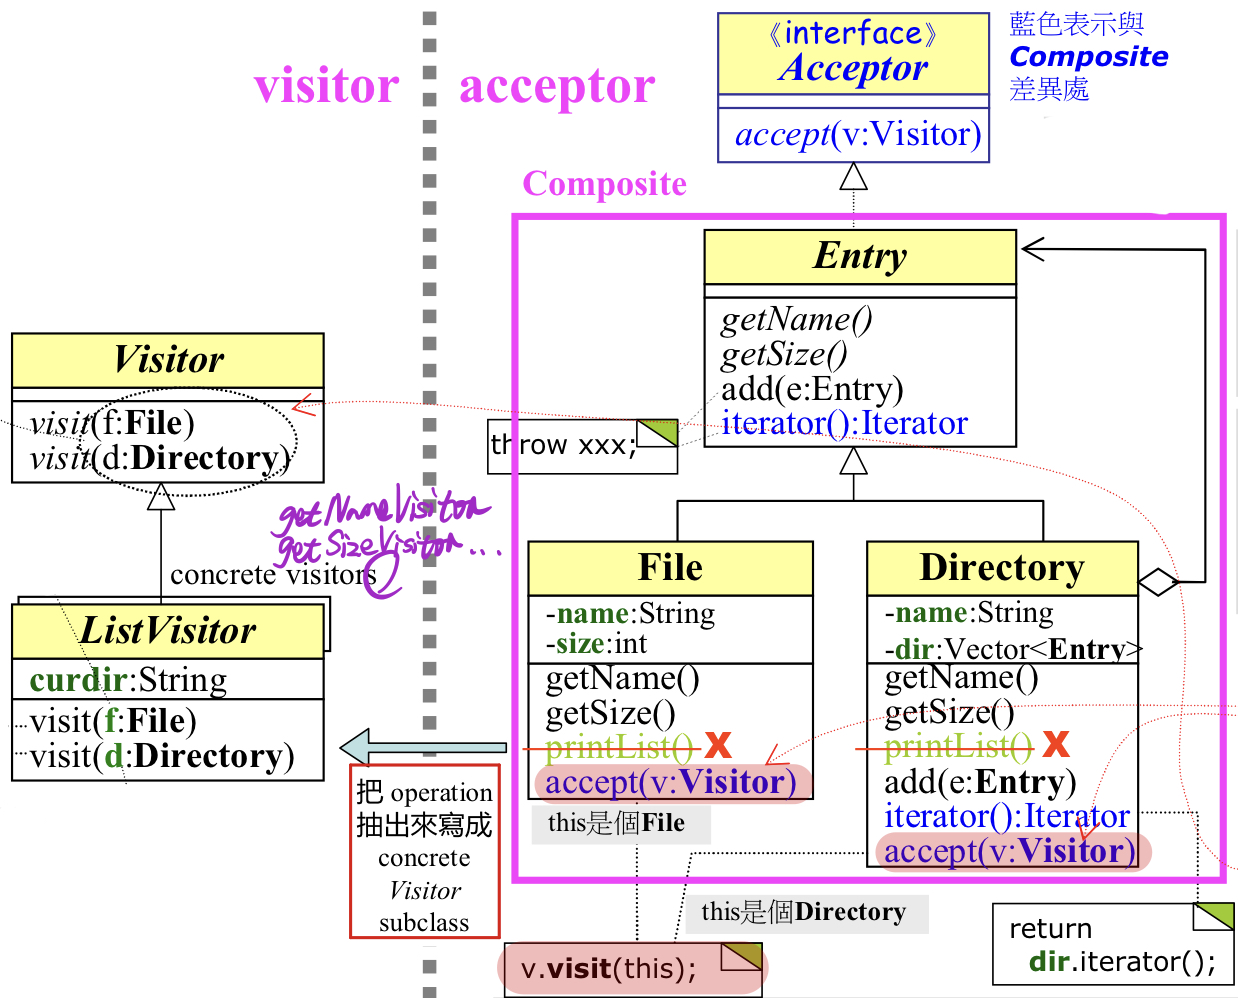 visitor
acceptor
《interface》
Acceptor
accept(v:Visitor)
藍色表示與
Composite
差異處
Composite
Entry
getName()
getSize()
add(e:Entry)
iterator():Iterator
throw xxx;
Visitor
visit(f:File)
visit(d:Directory)
getNameVisitor
getSizeVisitor...
concrete visitors
ListVisitor
curdir:String
visit(f:File)
visit(d:Directory)
File
-name:String
-size:int
getName()
getSize()
printList() X
accept(v:Visitor)
this是個File
Directory
-name:String
-dir:Vector<Entry>
getName()
getSize()
printList() X
add(e:Entry)
iterator():Iterator
accept(v:Visitor)
把 operation
抽出來寫成
concrete
Visitor
subclass
this是個Directory
v.visit(this);
return
dir.iterator();